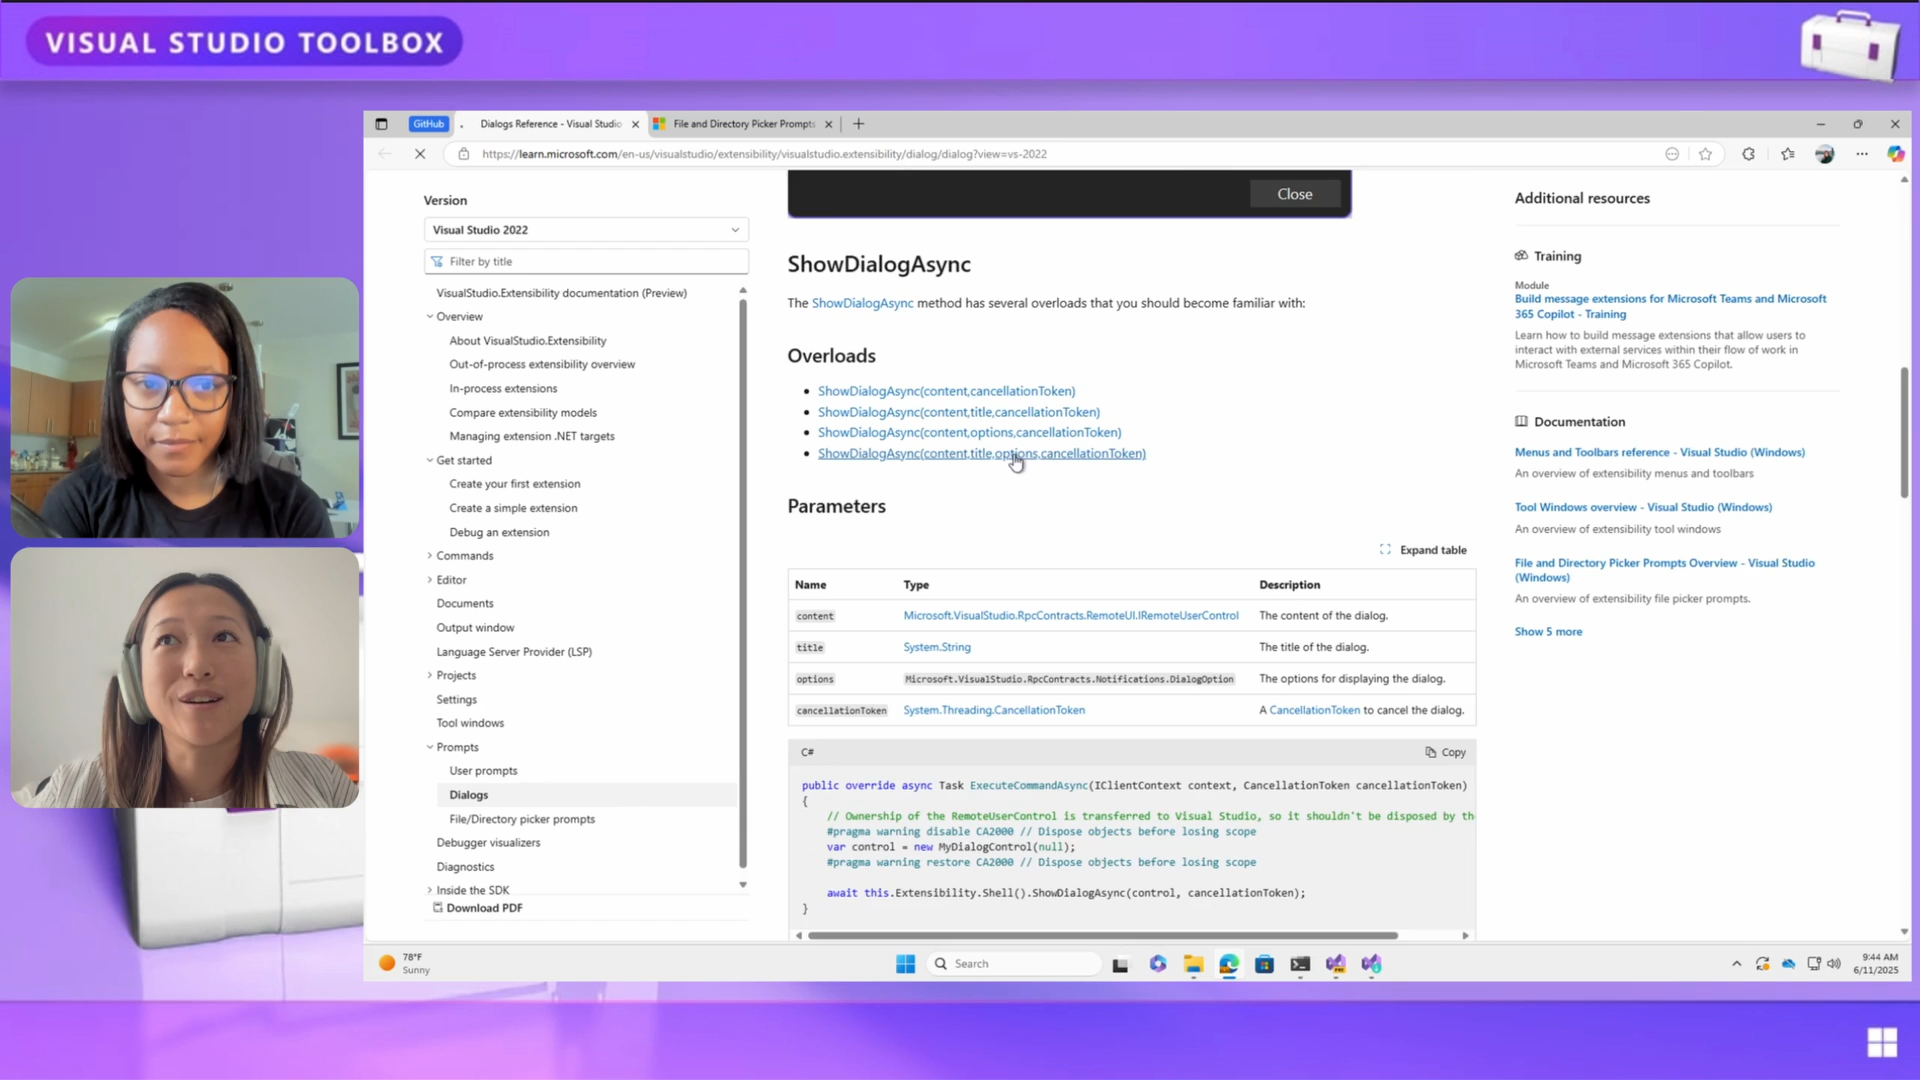 VISUAL STUDIO TOOLBOX
GitHub
Dialogs Reference - Visual Studio
File and Directory Picker Prompts
https://learn.microsoft.com/en-us/visualstudio/extensibility/visualstudio.extensibility/dialog/dialog?view=vs-2022
Version
Visual Studio 2022
Filter by title
VisualStudio.Extensibility documentation (Preview)
Overview
About VisualStudio.Extensibility
Out-of-process extensibility overview
In-process extensions
Compare extensibility models
Managing extension .NET targets
Get started
Create your first extension
Create a simple extension
Debug an extension
Commands
Editor
Documents
Output window
Language Server Provider (LSP)
Projects
Settings
Tool windows
Prompts
User prompts
Dialogs
File/Directory picker prompts
Debugger visualizers
Diagnostics
Inside the SDK
Download PDF
Close
ShowDialogAsync
The ShowDialogAsync method has several overloads that you should become familiar with:
Overloads
ShowDialogAsync(content,cancellationToken)
ShowDialogAsync(content,title,cancellationToken)
ShowDialogAsync(content,options,cancellationToken)
ShowDialogAsync(content,title,options,cancellationToken)
Parameters
Expand table
Name Type Description
content Microsoft.VisualStudio.RpcContracts.RemoteUI.IRemoteUserControl The content of the dialog.
title System.String The title of the dialog.
options Microsoft.VisualStudio.RpcContracts.Notifications.DialogOption The options for displaying the dialog.
cancellationToken System.Threading.CancellationToken A CancellationToken to cancel the dialog.
C# Copy
public override async Task ExecuteCommandAsync(IClientContext context, CancellationToken cancellationToken)
{
// Ownership of the RemoteUserControl is transferred to Visual Studio, so it shouldn't be disposed by th
#pragma warning disable CA2000 // Dispose objects before losing scope
var control = new MyDialogControl(null);
#pragma warning restore CA2000 // Dispose objects before losing scope
await this.Extensibility.Shell().ShowDialogAsync(control, cancellationToken);
}
Additional resources
Training
Module
Build message extensions for Microsoft Teams and Microsoft
365 Copilot - Training
Learn how to build message extensions that allow users to
interact with external services within their flow of work in
Microsoft Teams and Microsoft 365 Copilot.
Documentation
Menus and Toolbars reference - Visual Studio (Windows)
An overview of extensibility menus and toolbars
Tool Windows overview - Visual Studio (Windows)
An overview of extensibility tool windows
File and Directory Picker Prompts Overview - Visual Studio
(Windows)
An overview of extensibility file picker prompts.
Show 5 more
78°F
Sunny
Search
9:44 AM
6/11/2025